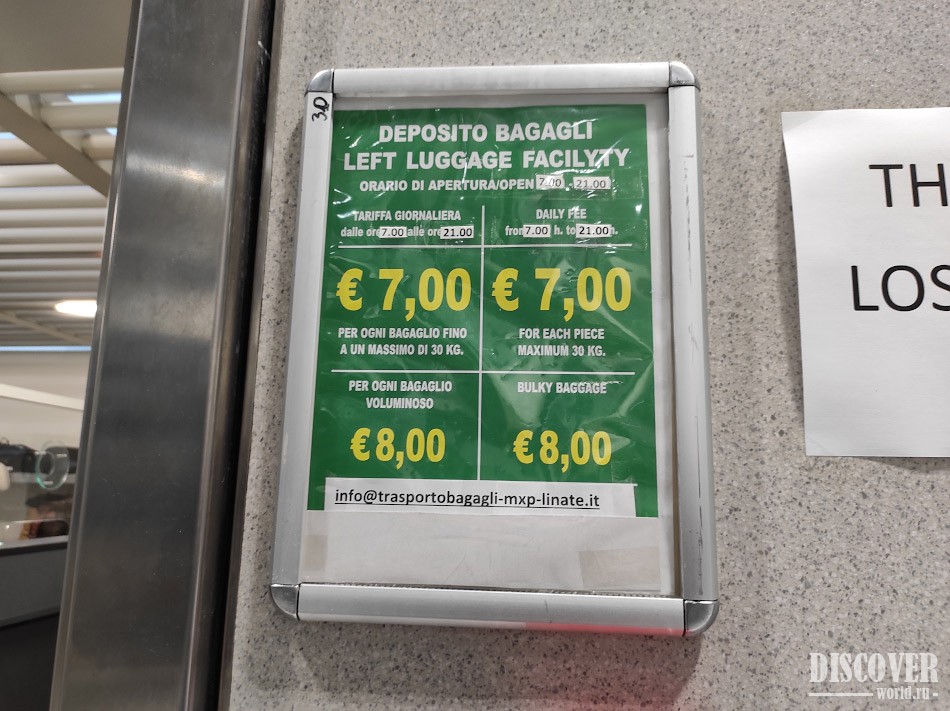 30
DEPOSITO BAGAGLI
LEFT LUGGAGE FACILYTY
ORARIO DI APERTURA/OPEN 7.00 - 21.00
TARIFFA GIORNALIERA
dalle ore 7.00 alle ore 21.00
DAILY FEE
from 7.00 h. to 21.00 h.
€ 7,00
PER OGNI BAGAGLIO FINO
A UN MASSIMO DI 30 KG.
€ 7,00
FOR EACH PIECE
MAXIMUM 30 KG.
PER OGNI BAGAGLIO
VOLUMINOSO
€ 8,00
BULKY BAGGAGE
€ 8,00
info@trasportobagagli-mxp-linate.it
TH
LOS
DISCOVER
world.ru